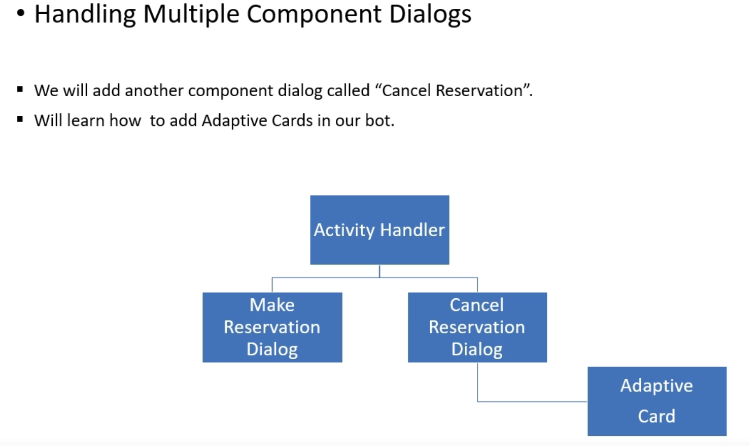 • Handling Multiple Component Dialogs
▪ We will add another component dialog called “Cancel Reservation”.
▪ Will learn how to add Adaptive Cards in our bot.
Activity Handler
Make
Reservation
Dialog
Cancel
Reservation
Dialog
Adaptive
Card